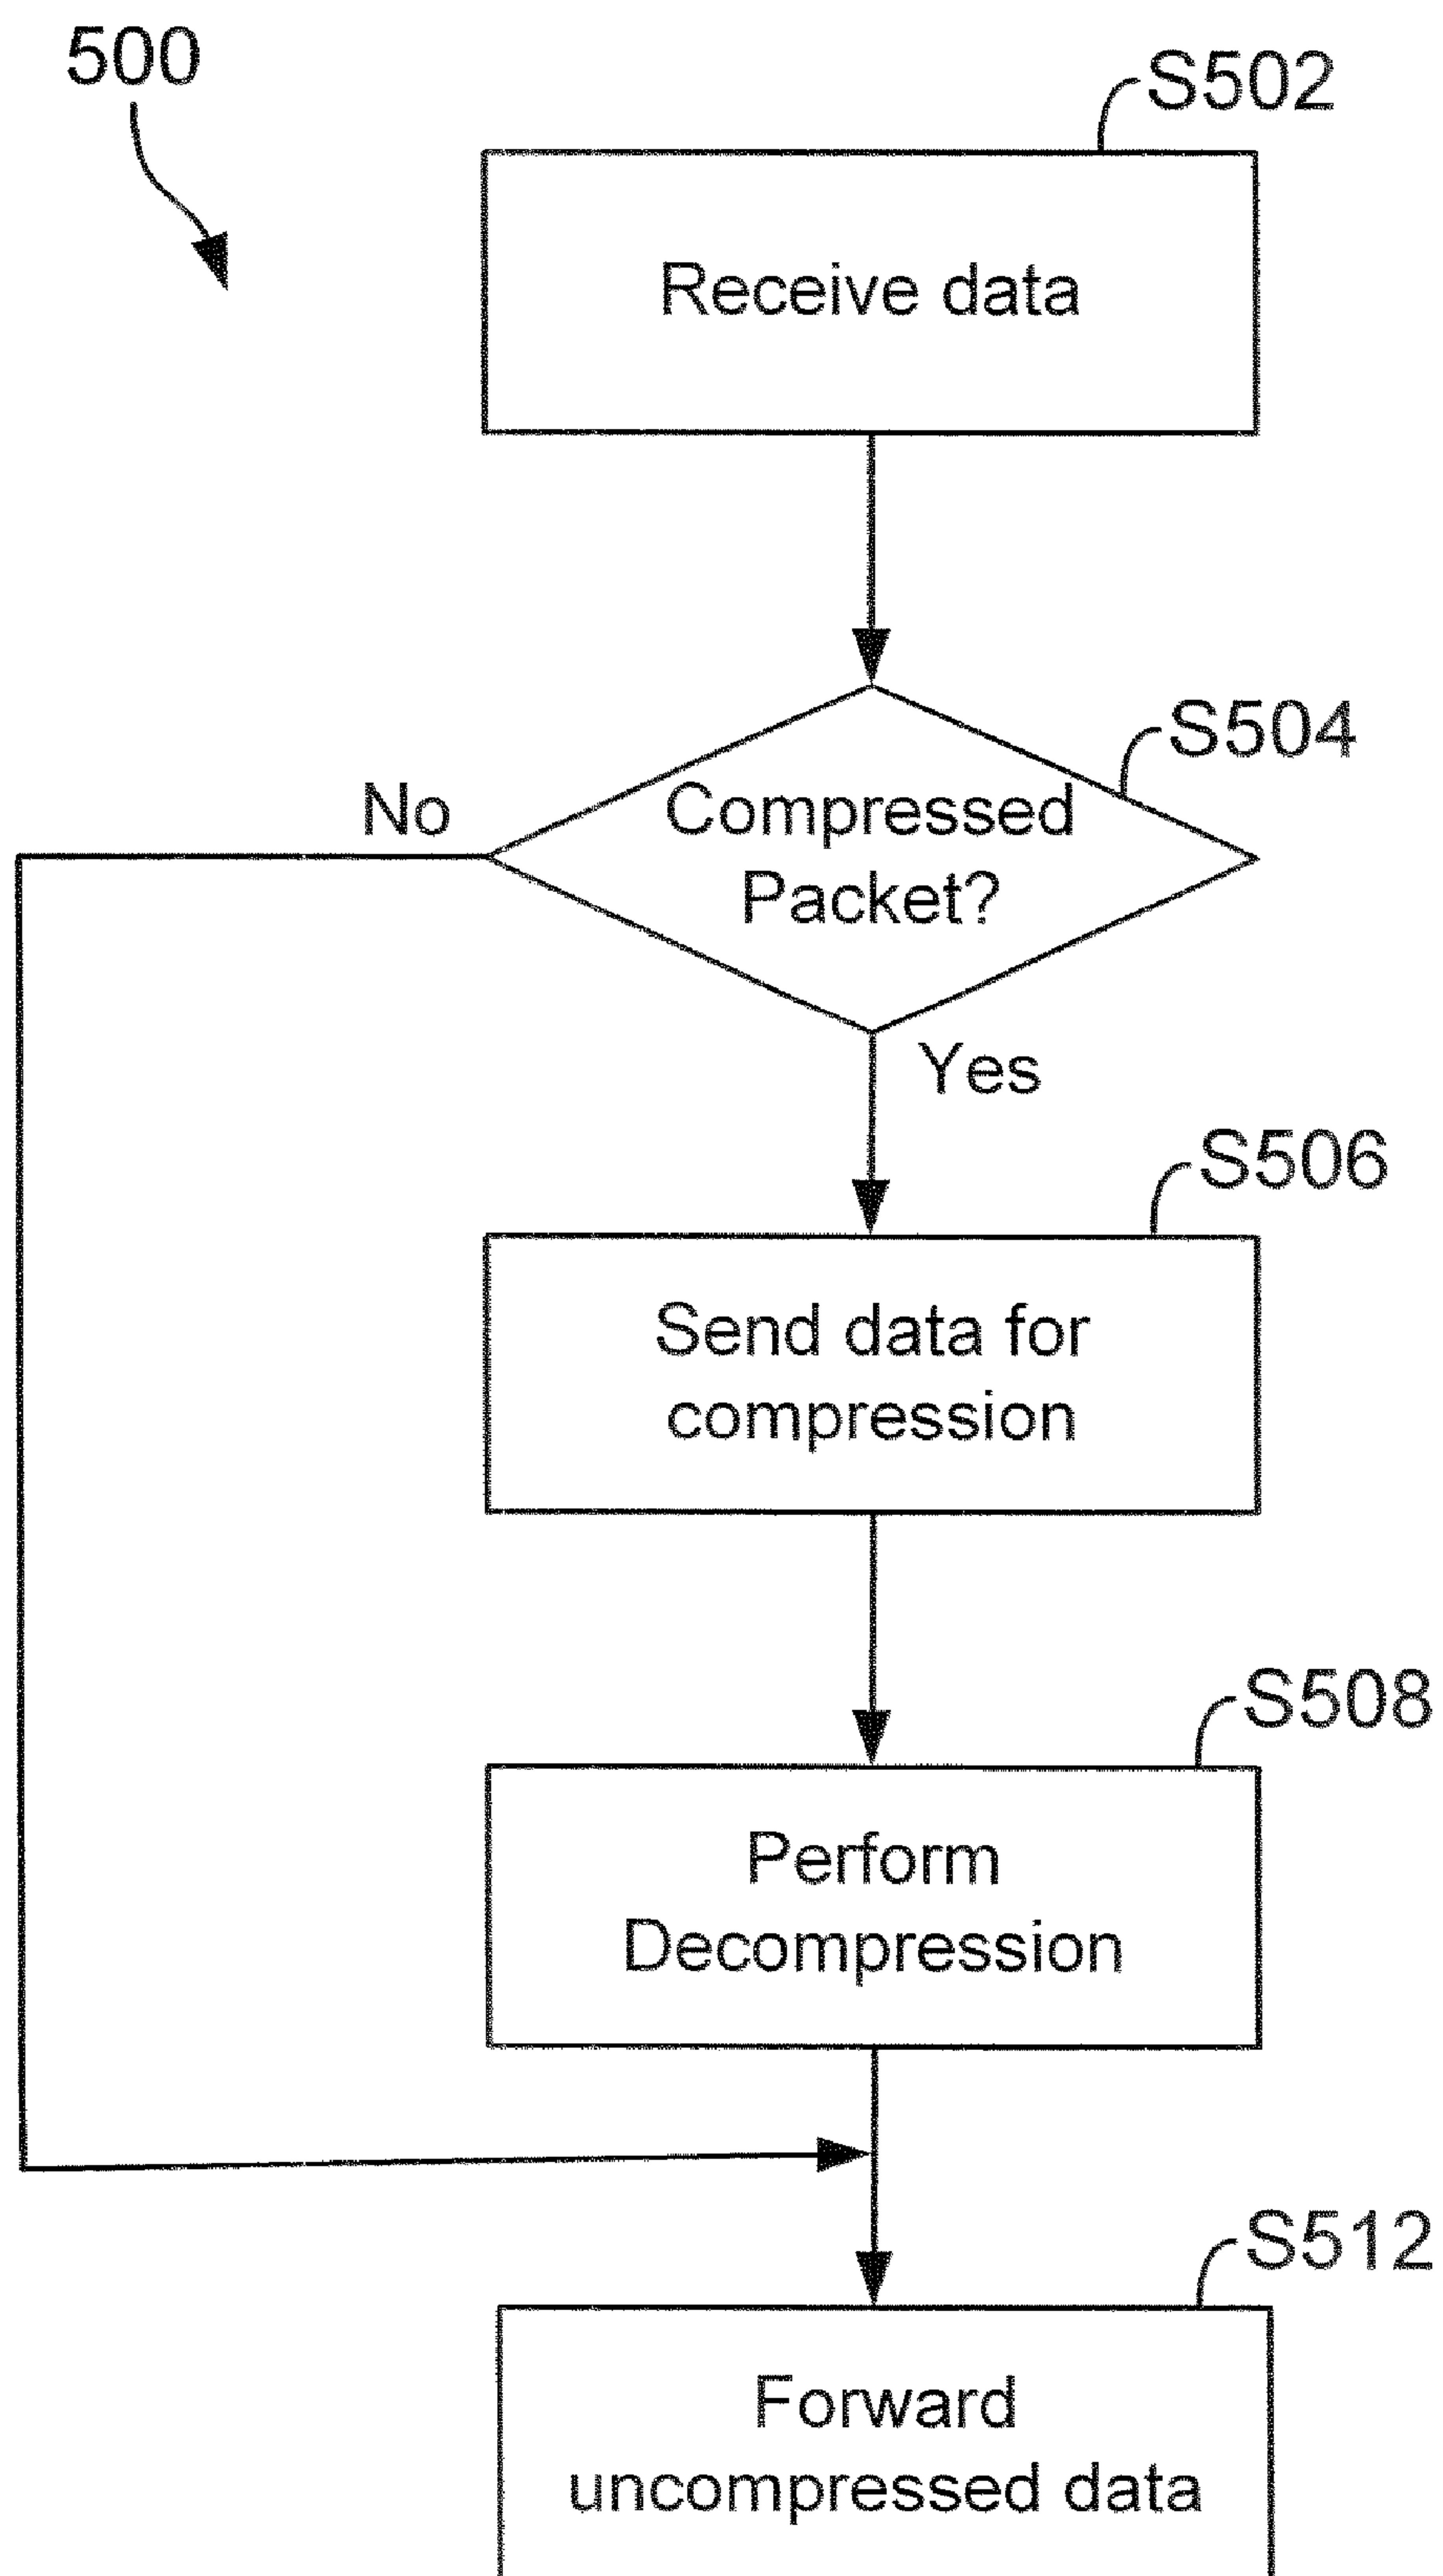 500
S502
Receive data
S504
No
Compressed
Packet?
Yes
S506
Send data for
compression
S508
Perform
Decompression
S512
Forward
uncompressed data